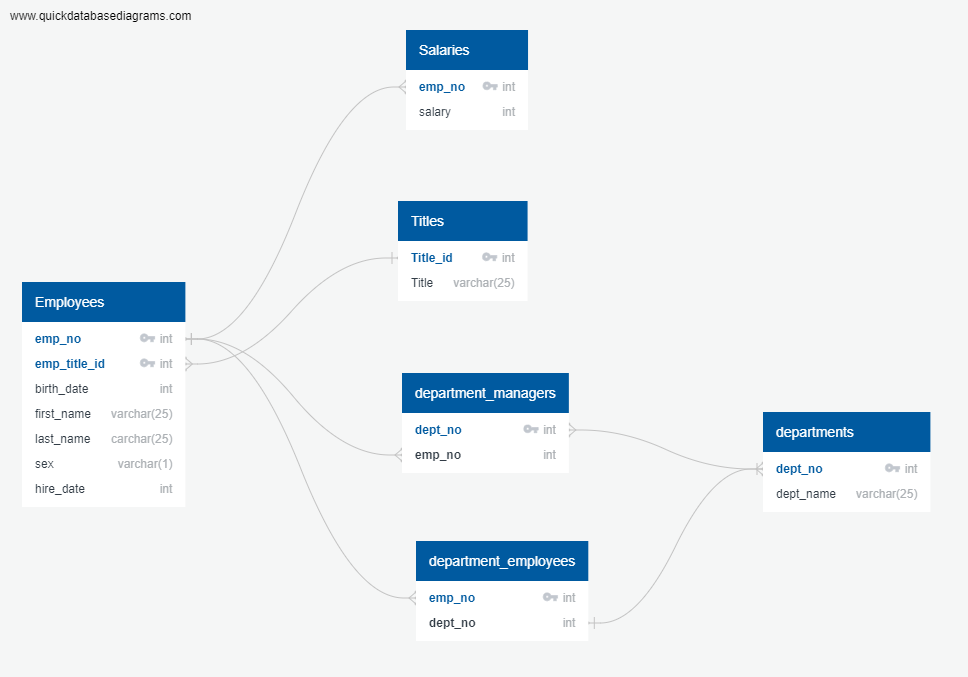 www.quickdatabasediagrams.com
Salaries
emp_no int
salary int
Titles
Title_id int
Title varchar(25)
Employees
emp_no int
emp_title_id int
birth_date int
first_name varchar(25)
last_name carchar(25)
sex varchar(1)
hire_date int
department_managers
dept_no int
emp_no int
departments
dept_no int
dept_name varchar(25)
department_employees
emp_no int
dept_no int